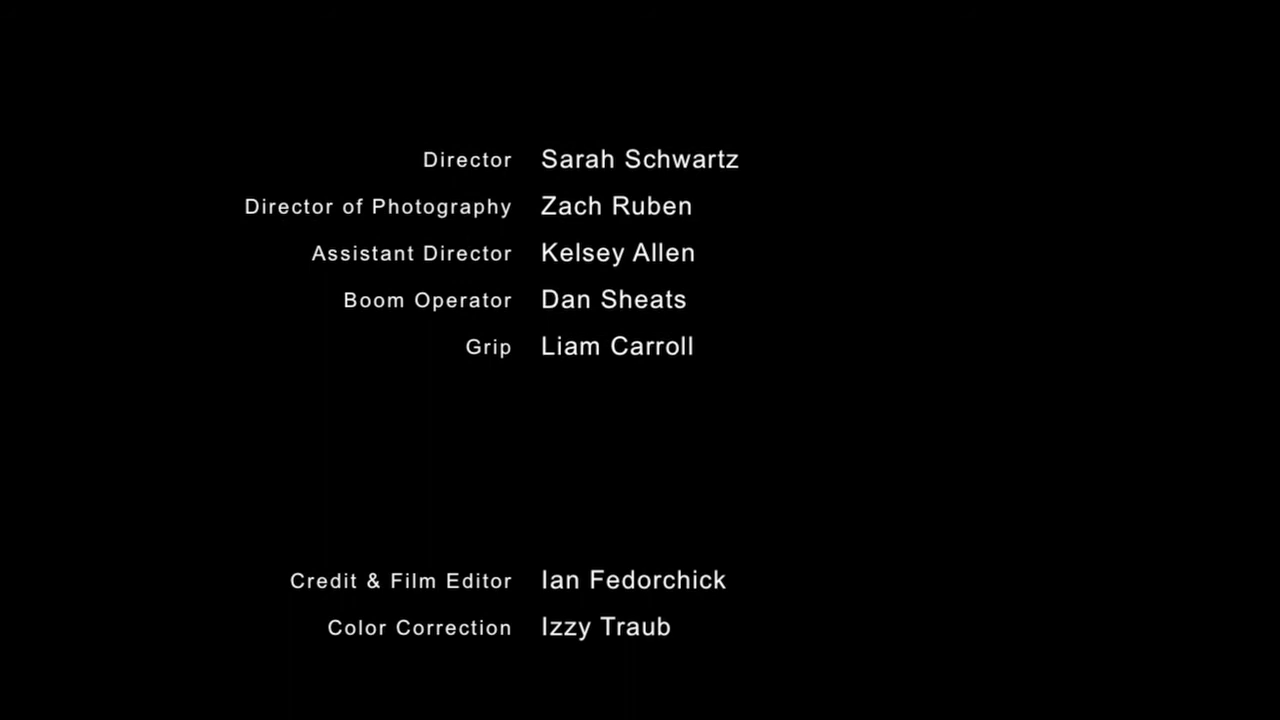 Director Sarah Schwartz
Director of Photography Zach Ruben
Assistant Director Kelsey Allen
Boom Operator Dan Sheats
Grip Liam Carroll
Credit & Film Editor Ian Fedorchick
Color Correction Izzy Traub